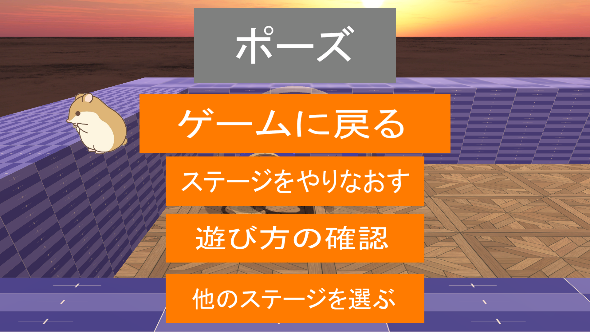 ポーズ
ゲームに戻る
ステージをやりなおす
遊び方の確認
他のステージを選ぶ